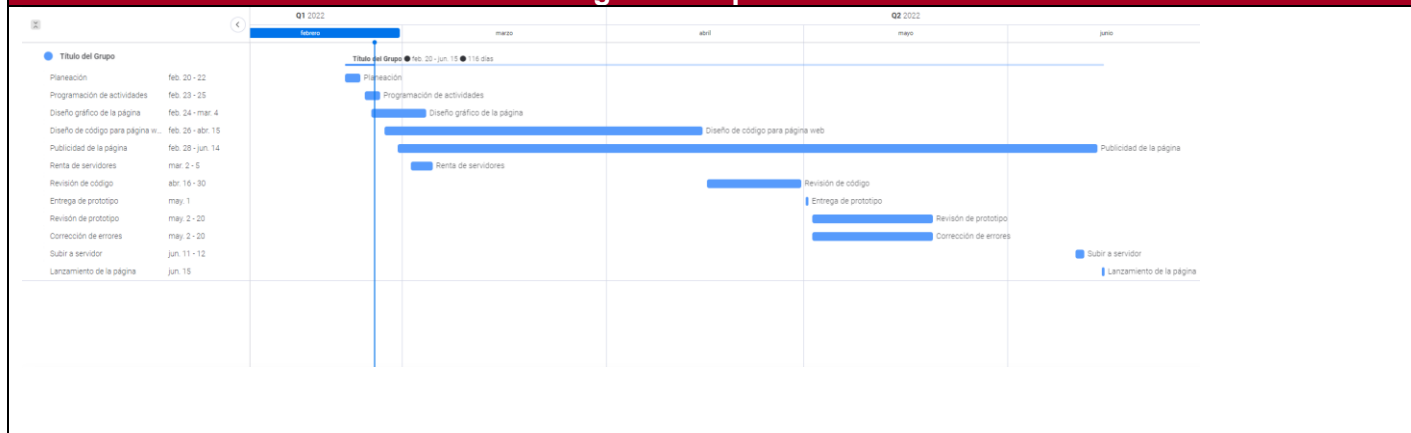 Q1 2022
Q2 2022
febrero
marzo
abril
mayo
junio
Título del Grupo
Título del Grupo ● feb. 20 - jun. 15 ● 116 días
Planeación feb. 20 - 22 Planeación
Programación de actividades feb. 23 - 25 Programación de actividades
Diseño gráfico de la página feb. 24 - mar. 4 Diseño gráfico de la página
Diseño de código para página w... feb. 26 - abr. 15 Diseño de código para página web
Publicidad de la página feb. 28 - jun. 14 Publicidad de la página
Renta de servidores mar. 2 - 5 Renta de servidores
Revisión de código abr. 16 - 30 Revisión de código
Entrega de prototipo may. 1 Entrega de prototipo
Revisón de prototipo may. 2 - 20 Revisón de prototipo
Corrección de errores may. 2 - 20 Corrección de errores
Subir a servidor jun. 11 - 12 Subir a servidor
Lanzamiento de la página jun. 15 Lanzamiento de la página